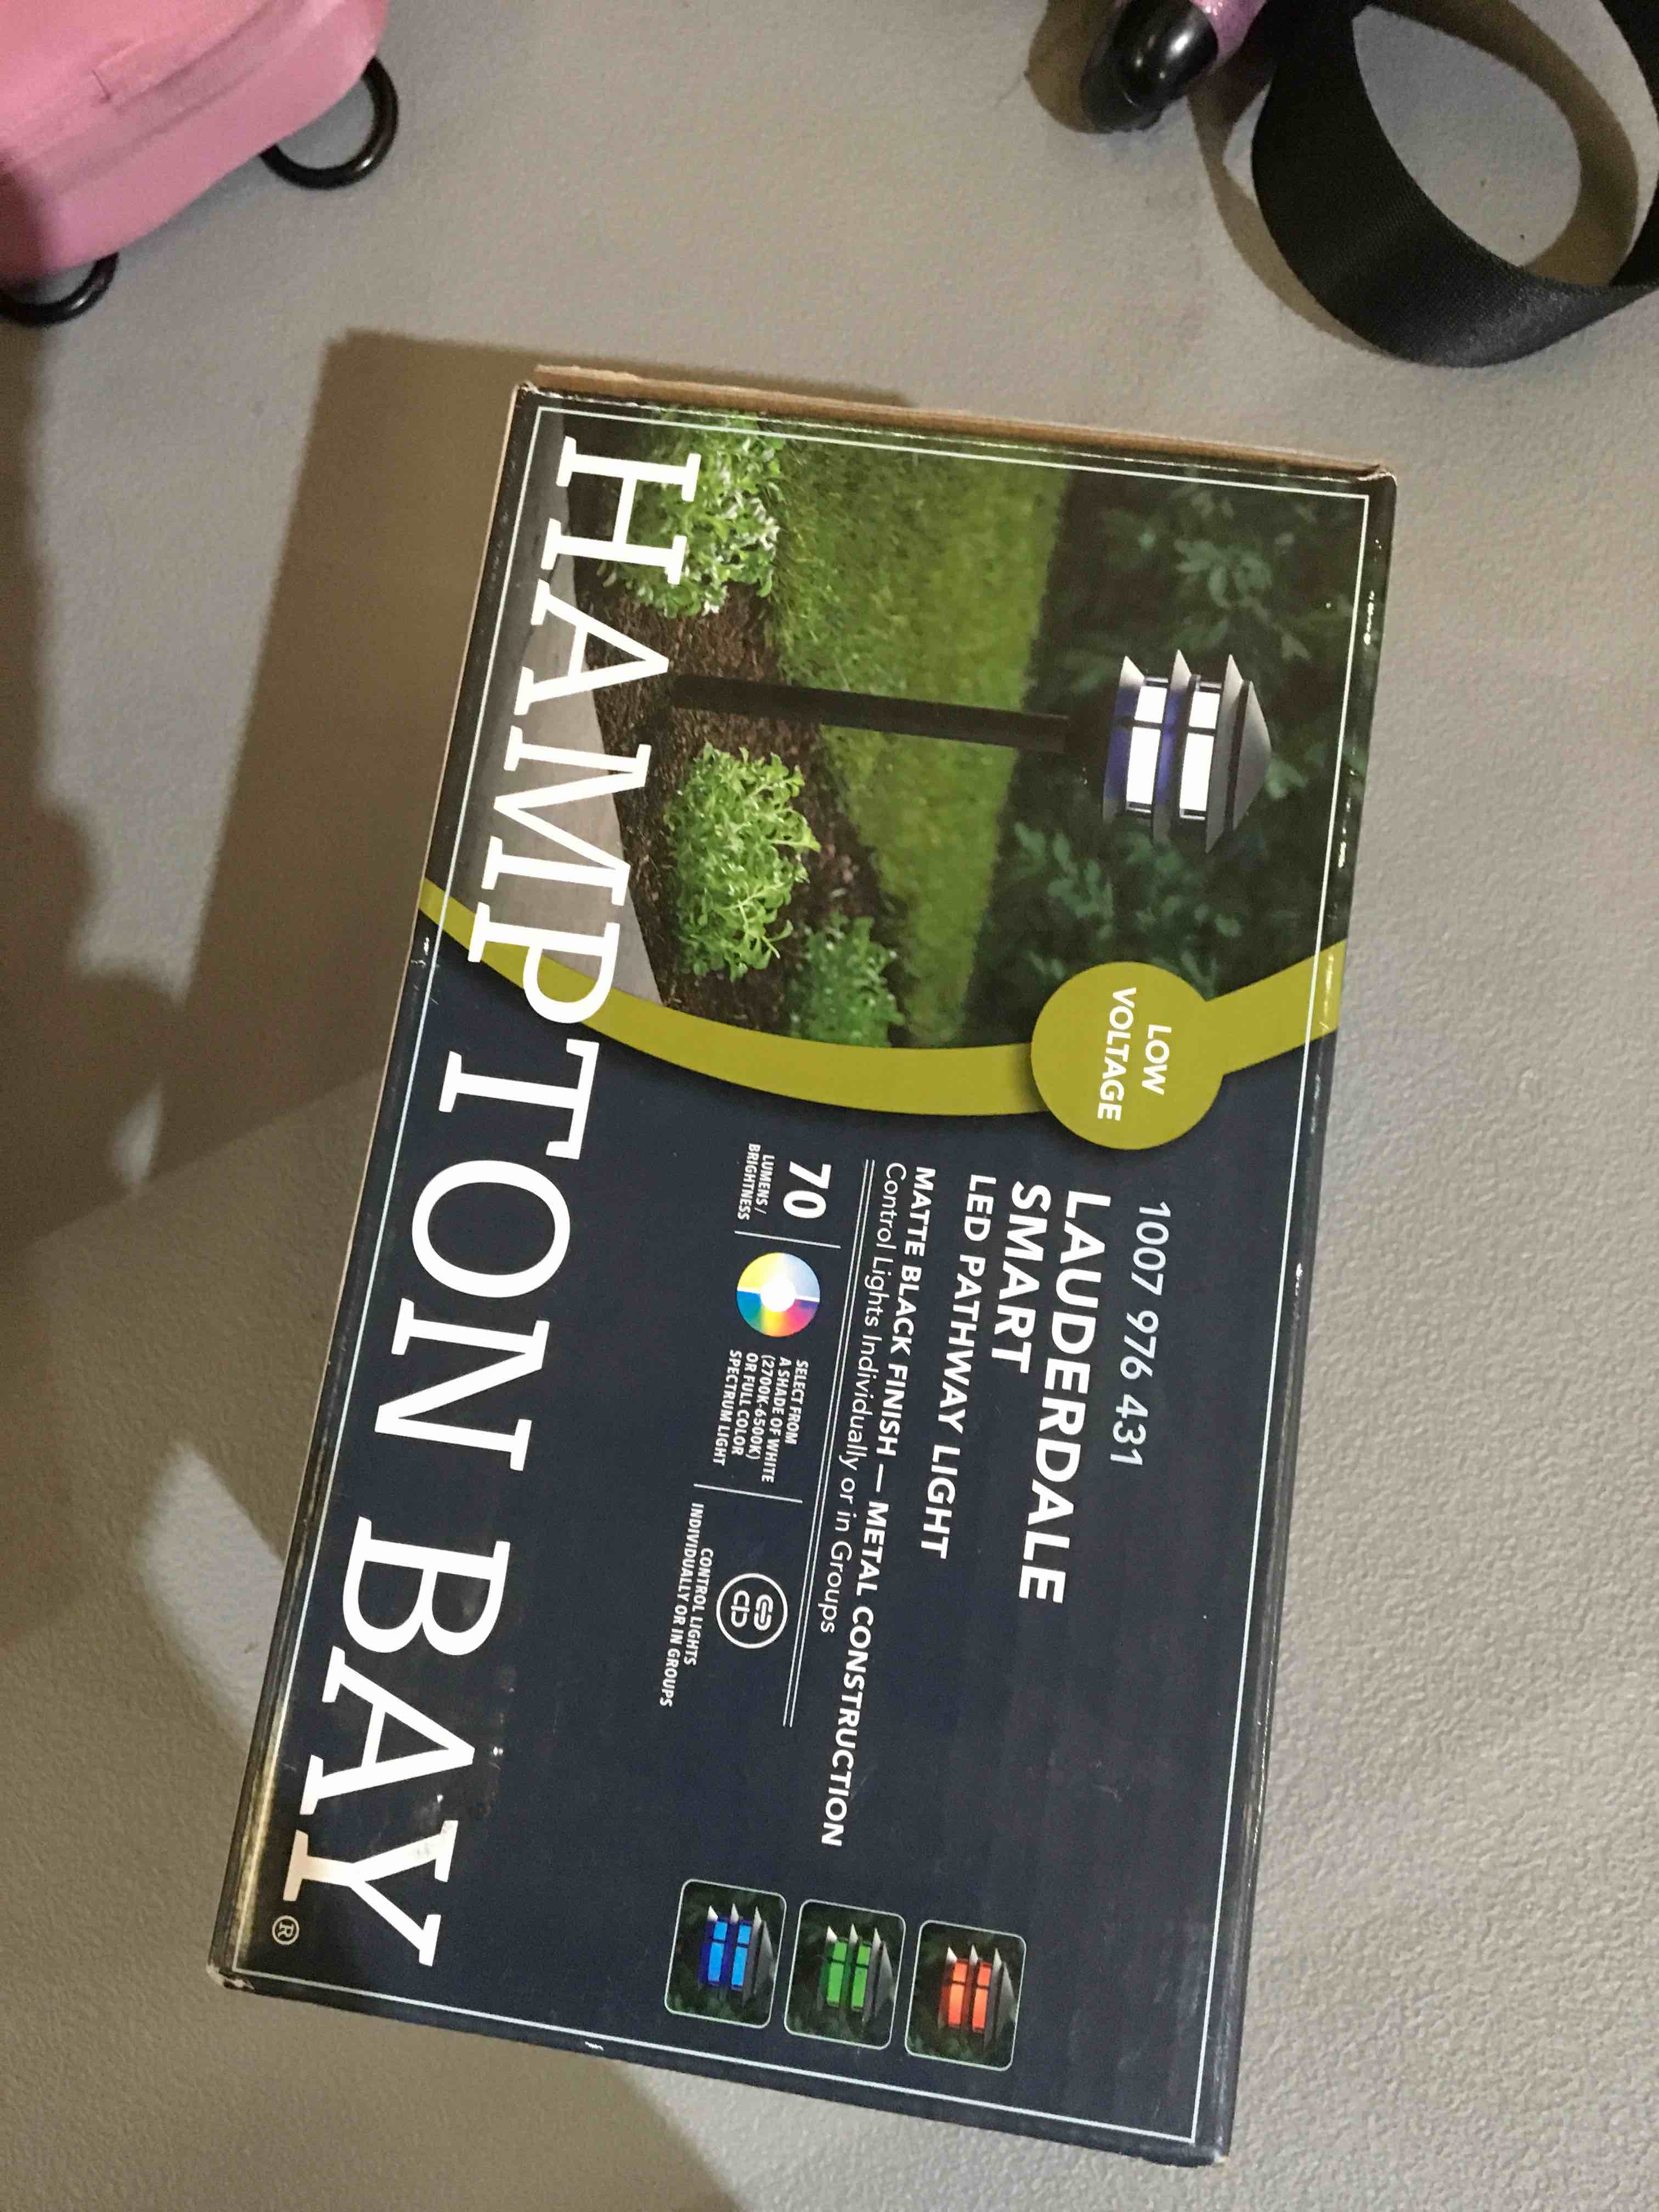 LOW
VOLTAGE
1007 976 431
LAUDERDALE
SMART
LED PATHWAY LIGHT
MATTE BLACK FINISH — METAL CONSTRUCTION
Control Lights Individually or in Groups
70
LUMENS /
BRIGHTNESS
SELECT FROM
A SHADE OF WHITE
(2700K-6500K)
OR FULL COLOR
SPECTRUM LIGHT
CONTROL LIGHTS
INDIVIDUALLY OR IN GROUPS
HAMPTON BAY®